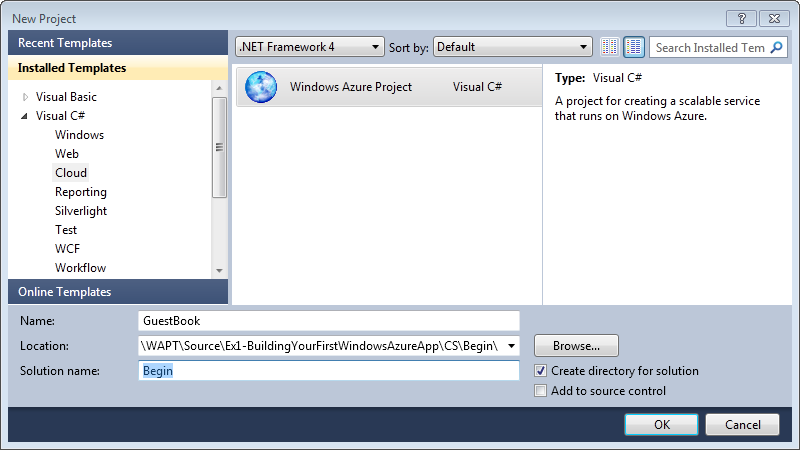 New Project
Recent Templates
Installed Templates
Visual Basic
Visual C#
Windows
Web
Cloud
Reporting
Silverlight
Test
WCF
Workflow
Online Templates
.NET Framework 4 Sort by: Default Search Installed Tem
Windows Azure Project Visual C#
Type: Visual C#
A project for creating a scalable service
that runs on Windows Azure.
Name: GuestBook
Location: \WAPT\Source\Ex1-BuildingYourFirstWindowsAzureApp\CS\Begin\ Browse...
Solution name: Begin
Create directory for solution
Add to source control
OK Cancel